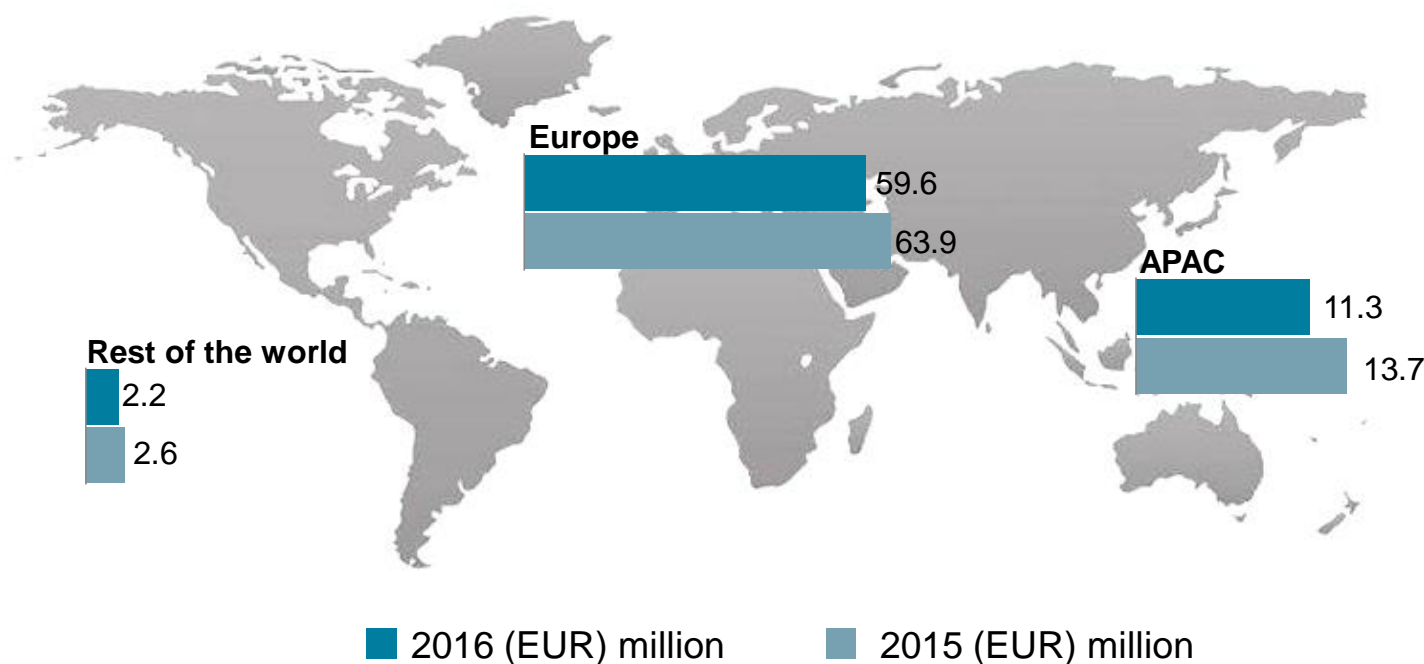 Europe
59.6
63.9
APAC
11.3
13.7
Rest of the world
2.2
2.6
2016 (EUR) million
2015 (EUR) million